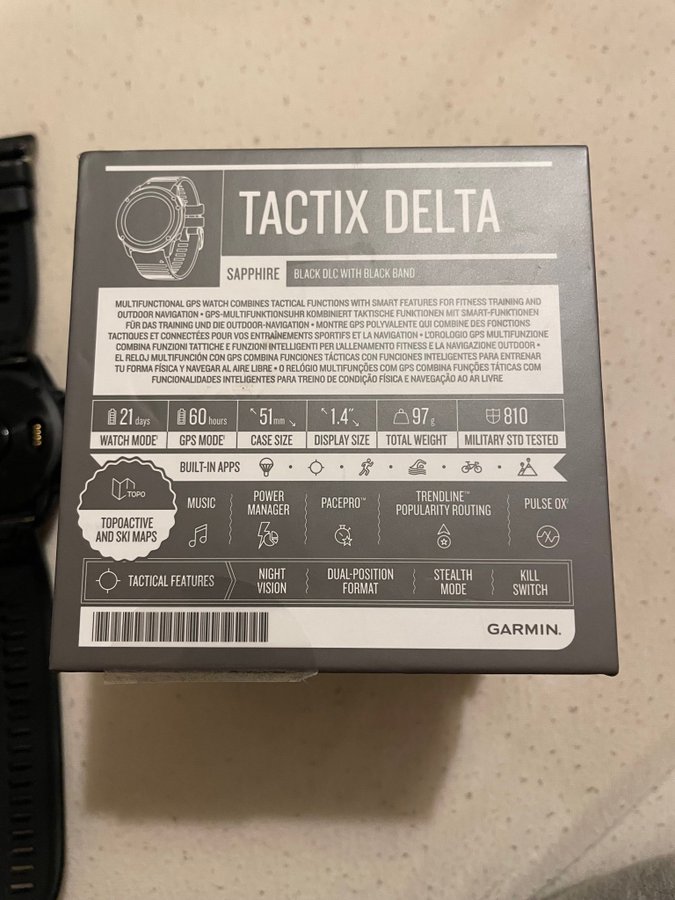 TACTIX DELTA
SAPPHIRE BLACK DLC WITH BLACK BAND
MULTIFUNCTIONAL GPS WATCH COMBINES TACTICAL FUNCTIONS WITH SMART FEATURES FOR FITNESS TRAINING AND
OUTDOOR NAVIGATION • GPS-MULTIFUNKTIONSUHR KOMBINIERT TAKTISCHE FUNKTIONEN MIT SMART-FUNKTIONEN
FÜR DAS TRAINING UND DIE OUTDOOR-NAVIGATION • MONTRE GPS POLYVALENTE QUI COMBINE DES FONCTIONS
TACTIQUES ET CONNECTÉES POUR VOS ENTRAÎNEMENTS SPORTIFS ET LA NAVIGATION • L'OROLOGIO GPS MULTIFUNZIONE
COMBINA FUNZIONI TATTICHE E FUNZIONI INTELLIGENTI PER L'ALLENAMENTO FITNESS E LA NAVIGAZIONE OUTDOOR •
EL RELOJ MULTIFUNCIÓN CON GPS COMBINA FUNCIONES TÁCTICAS CON FUNCIONES INTELIGENTES PARA ENTRENAR
TU FORMA FÍSICA Y NAVEGAR AL AIRE LIBRE • O RELÓGIO MULTIFUNÇÕES COM GPS COMBINA FUNÇÕES TÁTICAS COM
FUNCIONALIDADES INTELIGENTES PARA TREINO DE CONDIÇÃO FÍSICA E NAVEGAÇÃO AO AR LIVRE
21 days 60 hours 51 mm 1.4" 97 g 810
WATCH MODE¹ GPS MODE¹ CASE SIZE DISPLAY SIZE TOTAL WEIGHT MILITARY STD TESTED
BUILT-IN APPS
TOPO
TOPOACTIVE
AND SKI MAPS
MUSIC
POWER
MANAGER
PACEPRO™
TRENDLINE™
POPULARITY ROUTING
PULSE OX²
TACTICAL FEATURES
NIGHT
VISION
DUAL-POSITION
FORMAT
STEALTH
MODE
KILL
SWITCH
GARMIN.